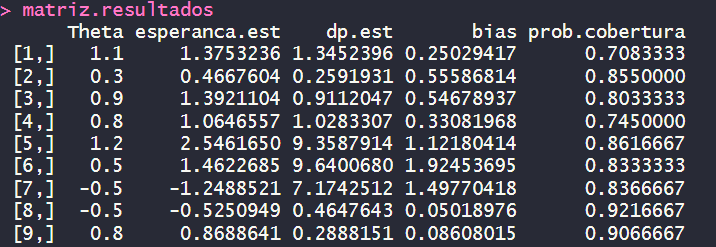 > matriz.resultados
Theta esperanca.est dp.est bias prob.cobertura
[1,] 1.1 1.3753236 1.3452396 0.25029417 0.7083333
[2,] 0.3 0.4667604 0.2591931 0.55586814 0.8550000
[3,] 0.9 1.3921104 0.9112047 0.54678937 0.8033333
[4,] 0.8 1.0646557 1.0283307 0.33081968 0.7450000
[5,] 1.2 2.5461650 9.3587914 1.12180414 0.8616667
[6,] 0.5 1.4622685 9.6400680 1.92453695 0.8333333
[7,] -0.5 -1.2488521 7.1742512 1.49770418 0.8366667
[8,] -0.5 -0.5250949 0.4647643 0.05018976 0.9216667
[9,] 0.8 0.8688641 0.2888151 0.08608015 0.9066667